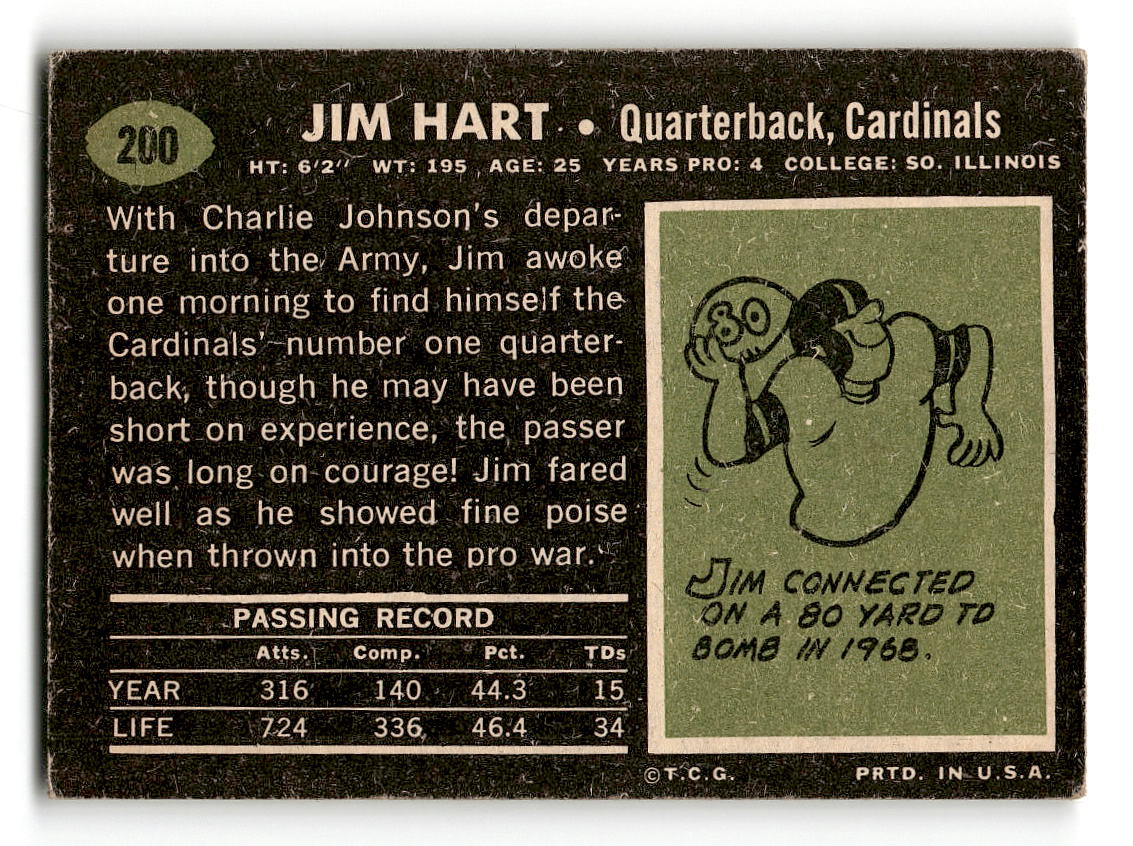 200
JIM HART • Quarterback, Cardinals
HT: 6'2" WT: 195 AGE: 25 YEARS PRO: 4 COLLEGE: SO. ILLINOIS
With Charlie Johnson's depar-
ture into the Army, Jim awoke
one morning to find himself the
Cardinals' number one quarter-
back, though he may have been
short on experience, the passer
was long on courage! Jim fared
well as he showed fine poise
when thrown into the pro war.
PASSING RECORD
Atts. Comp. Pct. TDs
YEAR 316 140 44.3 15
LIFE 724 336 46.4 34
80
JIM CONNECTED
ON A 80 YARD TD
BOMB IN 1968.
©T.C.G. PRTD. IN U.S.A.